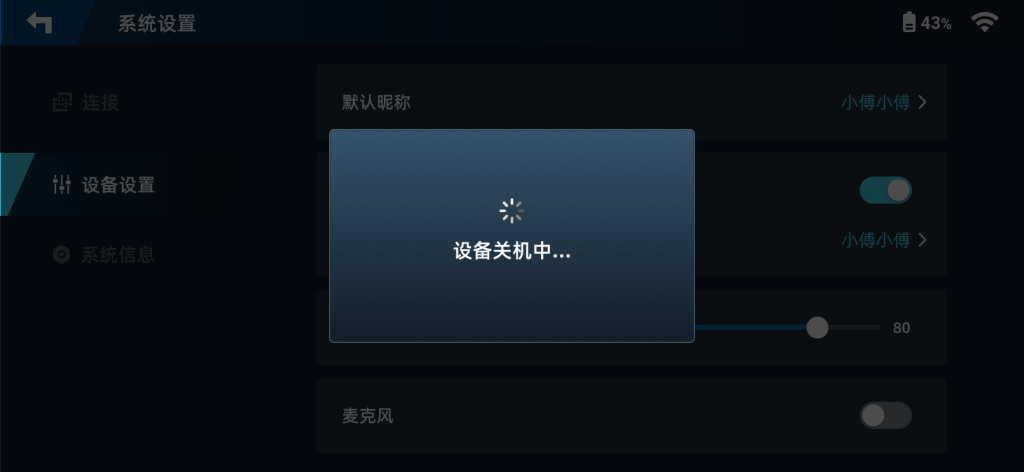 系统设置
43%
连接
默认昵称
小傅小傅
设备设置
设备关机中...
小傅小傅
系统信息
80
麦克风